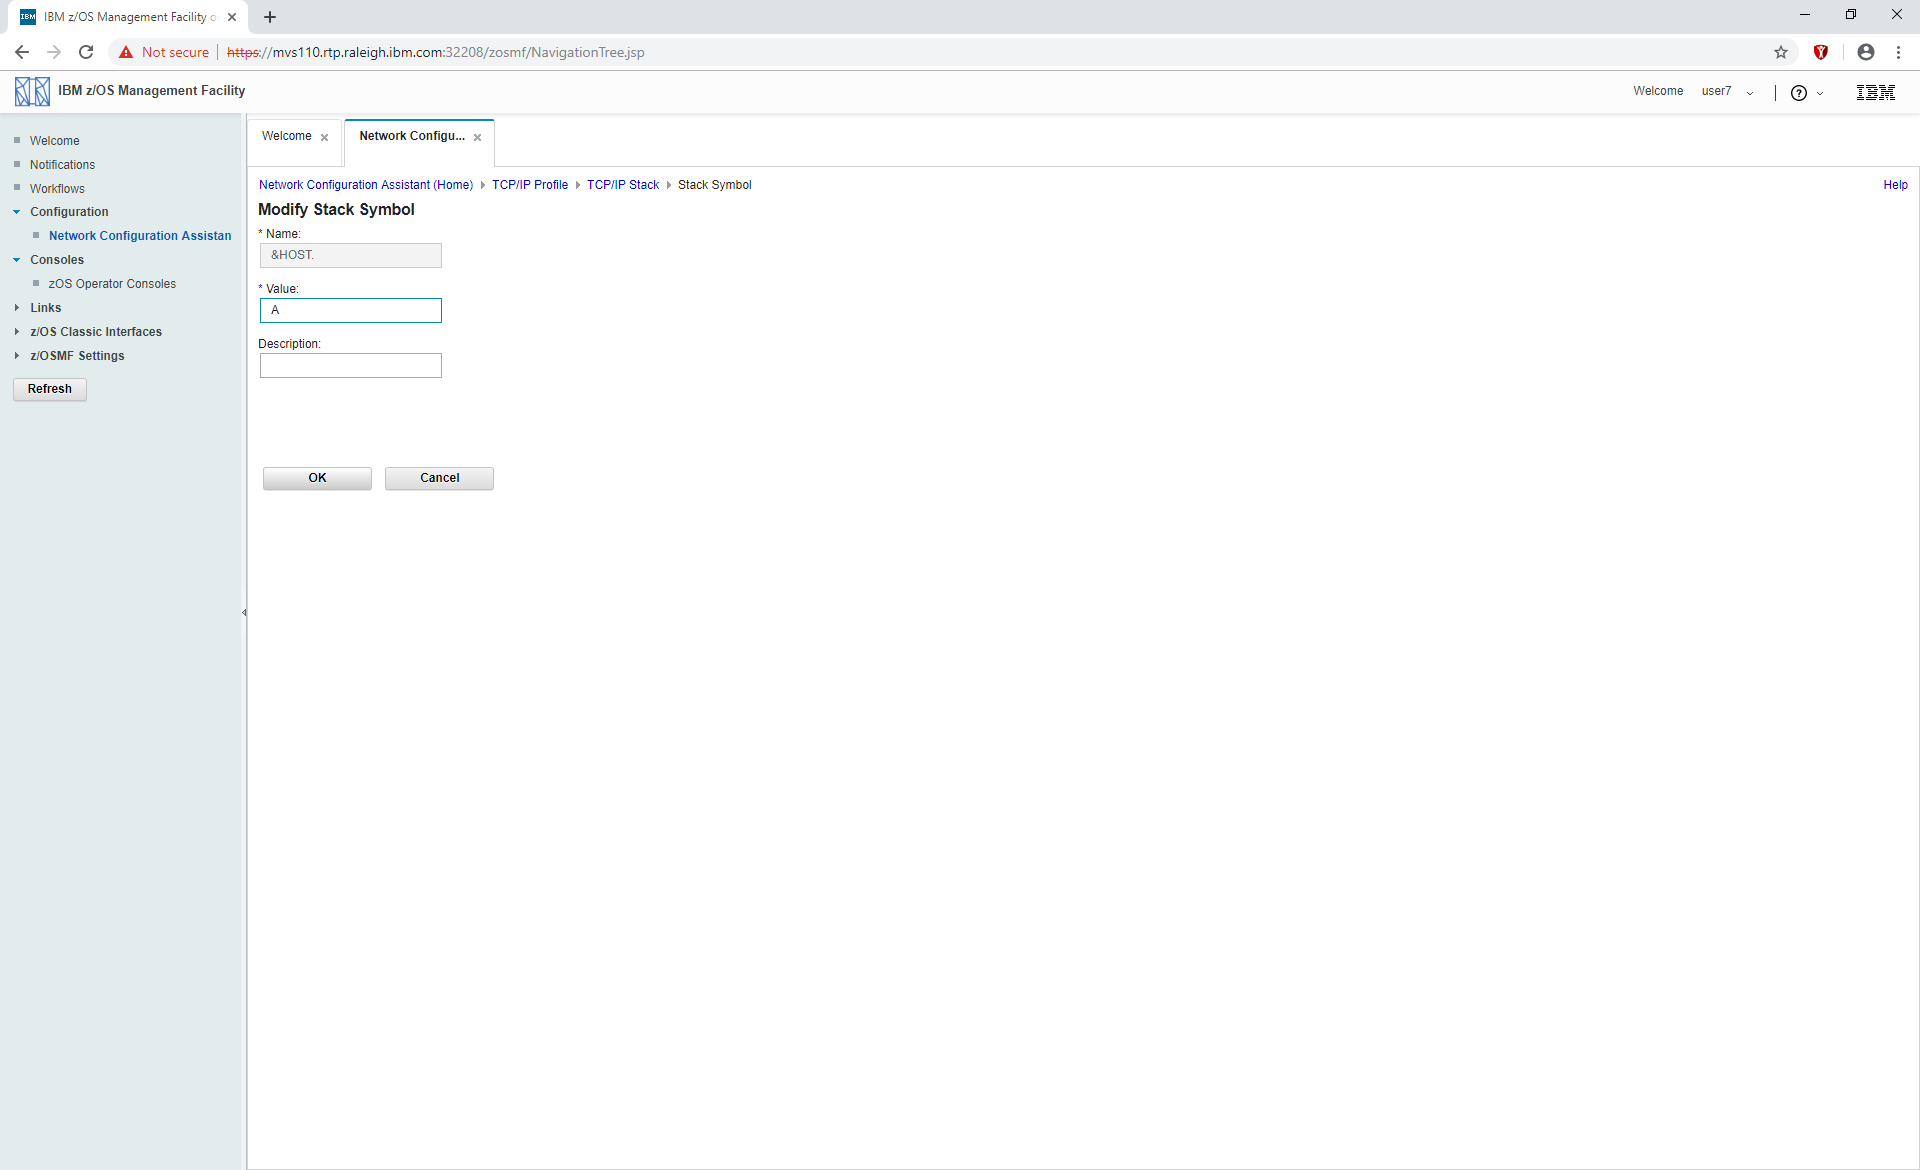 IBM IBM z/OS Management Facility o
Not secure https://mvs110.rtp.raleigh.ibm.com:32208/zosmf/NavigationTree.jsp
IBM z/OS Management Facility
Welcome user7 ? IBM
Welcome
Notifications
Workflows
Configuration
Network Configuration Assistan
Consoles
zOS Operator Consoles
Links
z/OS Classic Interfaces
z/OSMF Settings
Refresh
Welcome Network Configu...
Network Configuration Assistant (Home) TCP/IP Profile TCP/IP Stack Stack Symbol Help
Modify Stack Symbol
* Name:
&HOST.
* Value:
A
Description:
OK Cancel